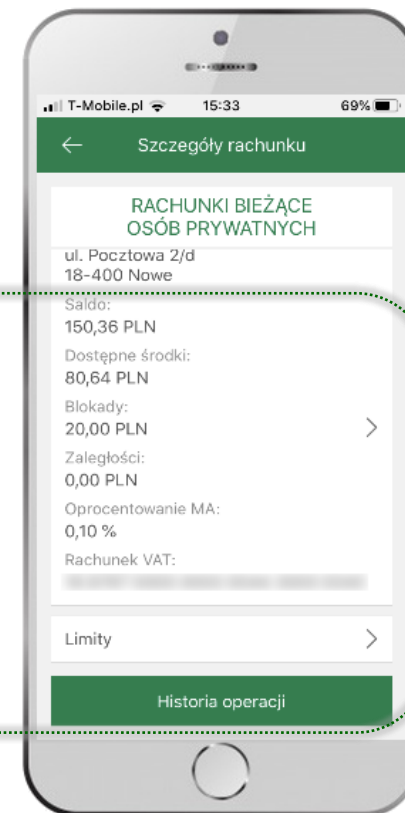 T-Mobile.pl 15:33 69%
Szczegóły rachunku
RACHUNKI BIEŻĄCE
OSÓB PRYWATNYCH
ul. Pocztowa 2/d
18-400 Nowe
Saldo:
150,36 PLN
Dostępne środki:
80,64 PLN
Blokady:
20,00 PLN
Zaległości:
0,00 PLN
Oprocentowanie MA:
0,10 %
Rachunek VAT:
Limity
Historia operacji